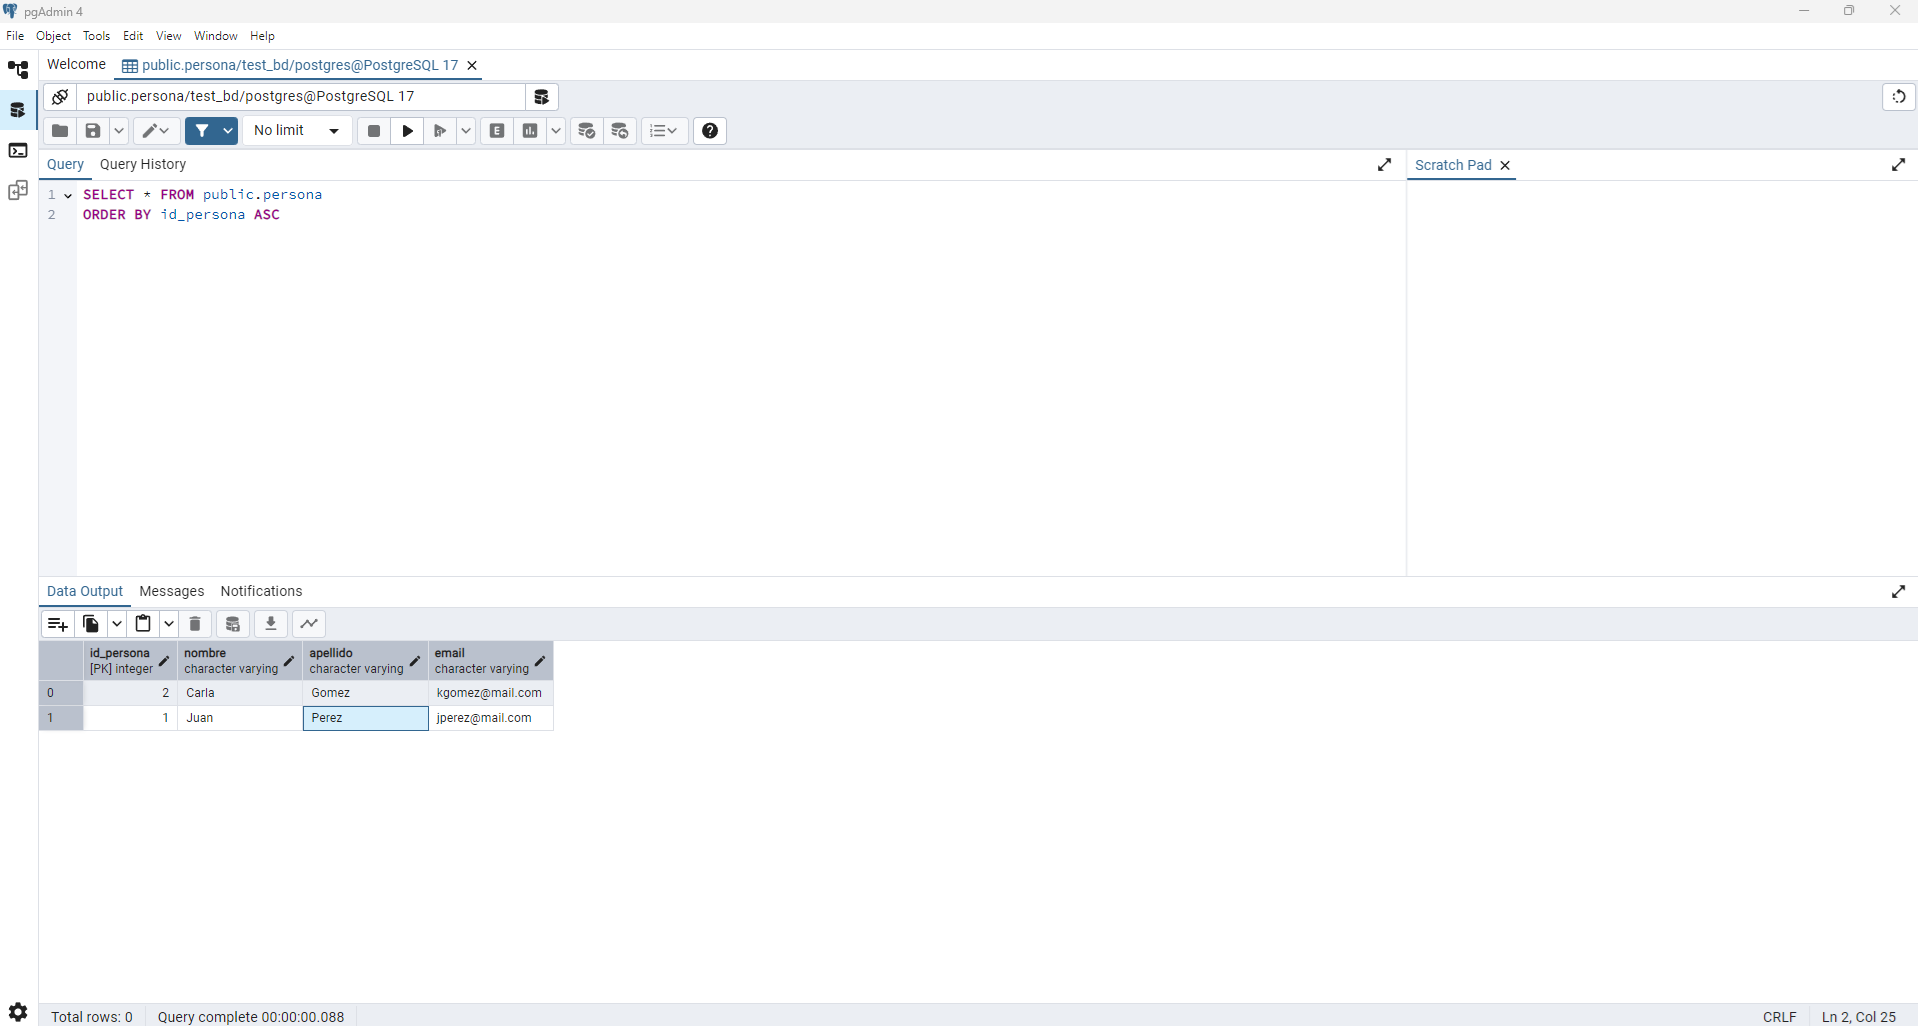 pgAdmin 4
File Object Tools Edit View Window Help
Welcome public.persona/test_bd/postgres@PostgreSQL 17
public.persona/test_bd/postgres@PostgreSQL 17
No limit E
Query Query History Scratch Pad
1 SELECT * FROM public.persona
2 ORDER BY id_persona ASC
Data Output Messages Notifications
id_persona nombre apellido email
[PK] integer character varying character varying character varying
0 2 Carla Gomez kgomez@mail.com
1 1 Juan Perez jperez@mail.com
Total rows: 0 Query complete 00:00:00.088 CRLF Ln 2, Col 25